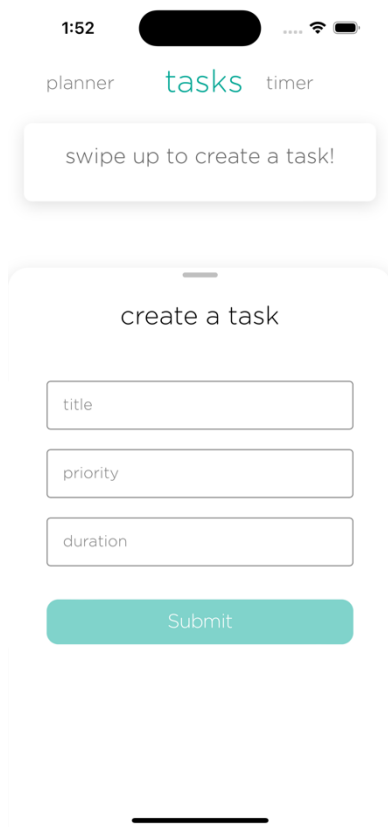 1:52
planner tasks timer
swipe up to create a task!
create a task
title
priority
duration
Submit